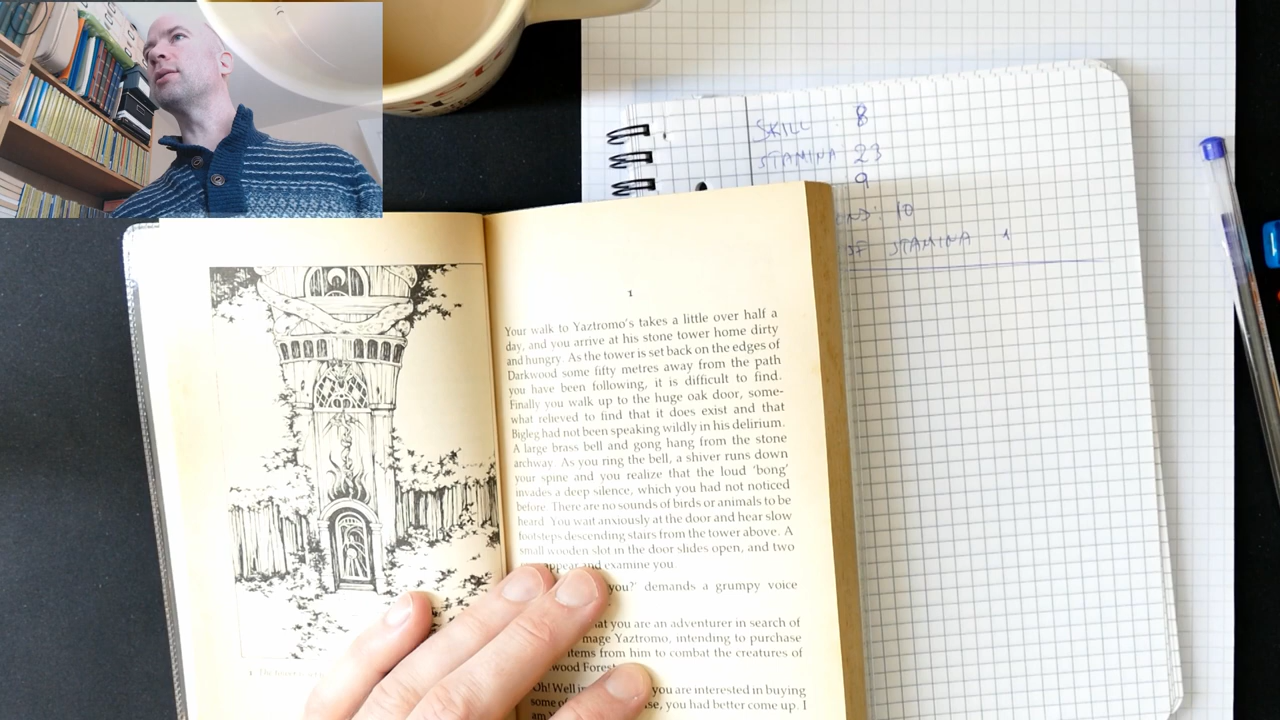 SKILL : 8
STAMINA 23
9
10
OF STAMINA 1
1
Your walk to Yaztromo's takes a little over half a
day, and you arrive at his stone tower home dirty
and hungry. As the tower is set back on the edges of
Darkwood some fifty metres away from the path
you have been following, it is difficult to find.
Finally you walk up to the huge oak door, some-
what relieved to find that it does exist and that
Bigleg had not been speaking wildly in his delirium.
A large brass bell and gong hang from the stone
archway. As you ring the bell, a shiver runs down
your spine and you realize that the loud 'bong'
invades a deep silence, which you had not noticed
before. There are no sounds of birds or animals to be
heard. You wait anxiously at the door and hear slow
footsteps descending stairs from the tower above. A
small wooden slot in the door slides open, and two
appear and examine you
you?' demands a grumpy voice
you are an adventurer in search of
mage Yaztromo, intending to purchase
items from him to combat the creatures of
wood Forest
Oh! Well in you are interested in buying
some of you had better come up. I
am